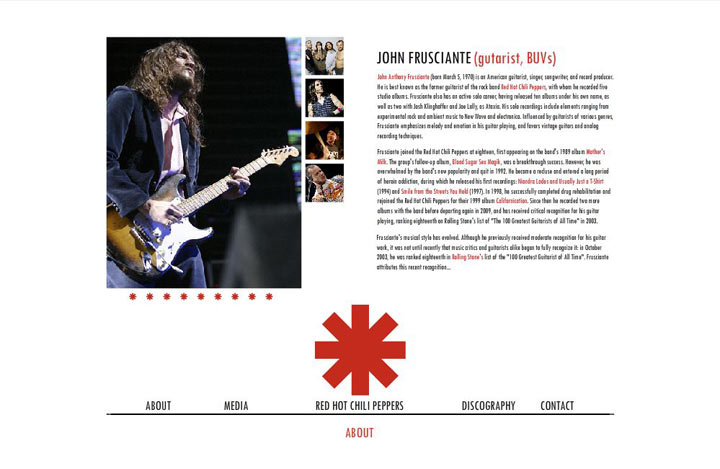 JOHN FRUSCIANTE (gutarist, BUVs)
John Anthony Frusciante (born March 5, 1970) is an American guitarist, singer, songwriter, and record producer.
He is best known as the former guitarist of the rock band Red Hot Chili Peppers, with whom he recorded five
studio albums. Frusciante also has an active solo career, having released ten albums under his own name, as
well as two with Josh Klinghoffer and Joe Lally, as Ataxia. His solo recordings include elements ranging from
experimental rock and ambient music to New Wave and electronica. Influenced by guitarists of various genres,
Frusciante emphasizes melody and emotion in his guitar playing, and favors vintage guitars and analog
recording techniques.
Frusciante joined the Red Hot Chili Peppers at eighteen, first appearing on the band's 1989 album Mother's
Milk. The group's follow-up album, Blood Sugar Sex Magik, was a breakthrough success. However, he was
overwhelmed by the band's new popularity and quit in 1992. He became a recluse and entered a long period
of heroin addiction, during which he released his first recordings: Niandra Lades and Usually Just a T-Shirt
(1994) and Smile from the Streets You Hold (1997). In 1998, he successfully completed drug rehabilitation and
rejoined the Red Hot Chili Peppers for their 1999 album Californication. Since then he recorded two more
albums with the band before departing again in 2009, and has received critical recognition for his guitar
playing, ranking eighteenth on Rolling Stone's list of "The 100 Greatest Guitarists of All Time" in 2003.
Frusciante's musical style has evolved. Although he previously received moderate recognition for his guitar
work, it was not until recently that music critics and guitarists alike began to fully recognize it: in October
2003, he was ranked eighteenth in Rolling Stone's list of the "100 Greatest Guitarist of All Time". Frusciante
attributes this recent recognition...
ABOUT MEDIA RED HOT CHILI PEPPERS DISCOGRAPHY CONTACT
ABOUT